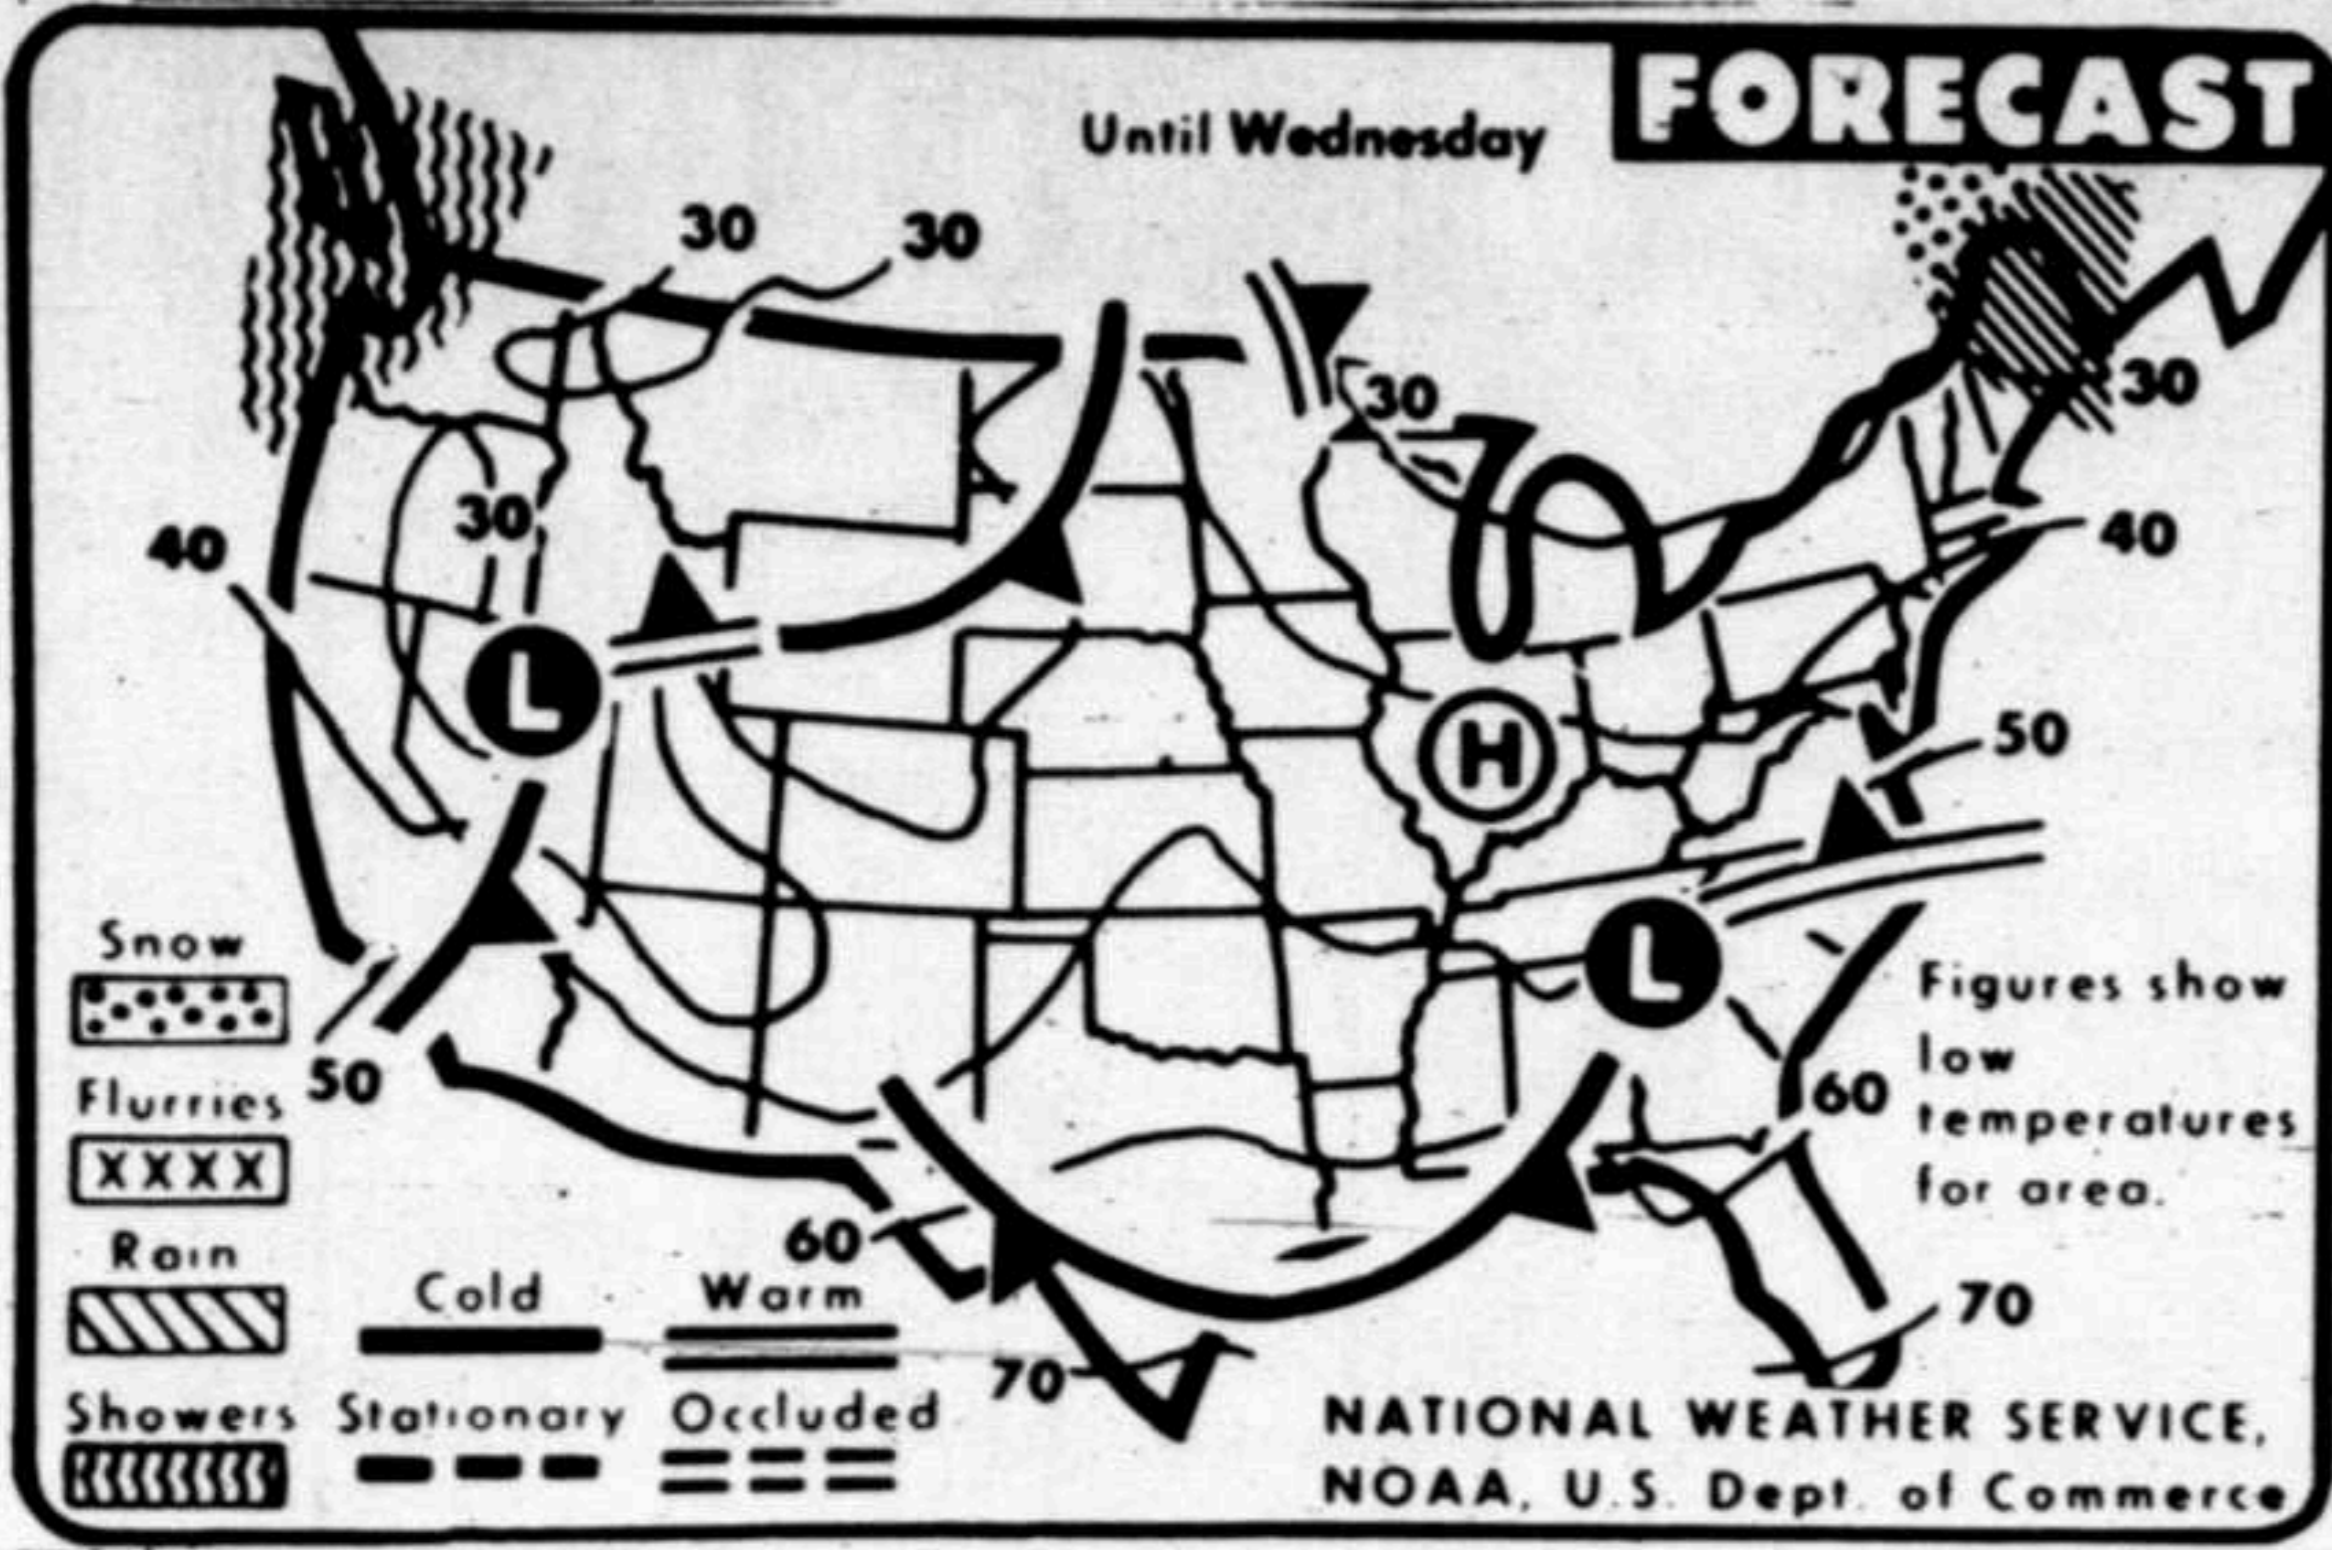 FORECAST
Until Wednesday
30
30
30
30
30
40
40
50
L
H
L
Snow
50
Flurries
XXXX
Rain
Showers
Cold
Warm
Stationary
Occluded
60
70
60
70
Figures show
low
temperatures
for area.
NATIONAL WEATHER SERVICE,
NOAA, U.S. Dept. of Commerce